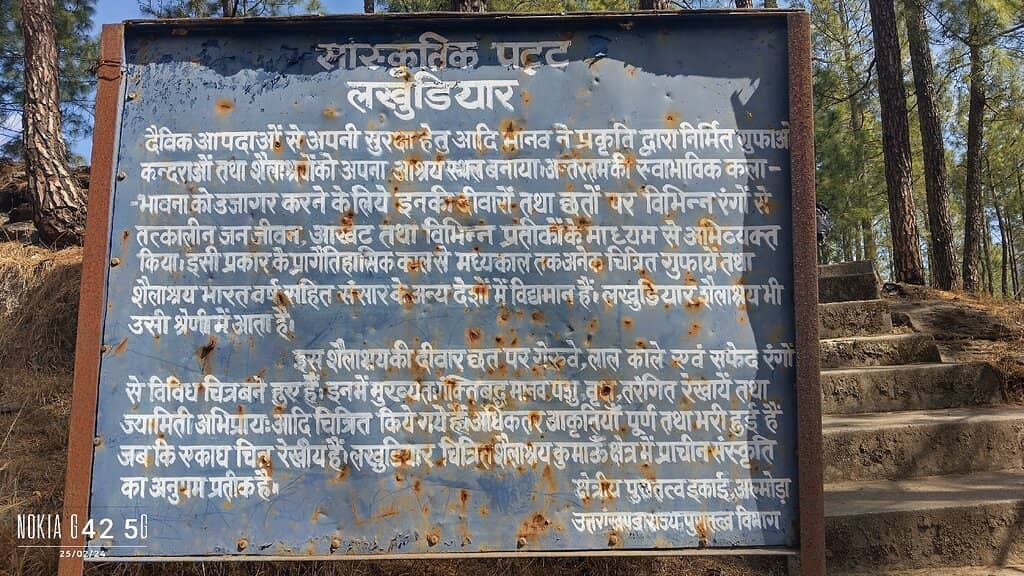 सांस्कृतिक पट्ट
लखुडियार
दैविक आपदाओं से अपनी सुरक्षा हेतु आदि मानव ने प्रकृति द्वारा निर्मित गुफाओं
कन्दराओं तथा शैलाश्रयों को अपना आश्रय स्थल बनाया। अन्तरतम की स्वाभाविक कला-
-भावना को उजागर करने के लिये इनकी दीवारों तथा छतों पर विभिन्न रंगों से
तत्कालीन जन जीवन, आखेट तथा विभिन्न प्रतीकों के माध्यम से अभिव्यक्त
किया। इसी प्रकार के प्रागैतिहासिक काल से मध्य काल तक अनेक चित्रित गुफायें तथा
शैलाश्रय भारत वर्ष सहित संसार के अन्य देशों में विद्यमान हैं। लखुडियार शैलाश्रय भी
उसी श्रेणी में आता है।
इस शैलाश्रय की दीवार छत पर गेरुवे, लाल काले एवं सफेद रंगों
से विविध चित्र बने हुए हैं। इनमें मुख्यतः पंक्तिबद्ध मानव पशु, तरंगित रेखायें तथा
ज्यामिती अभिप्रायः आदि चित्रित किये गये हैं। अधिकतर आकृतियाँ पूर्ण तथा भरी हुई हैं
जब कि एकाध चित्र रेखीय हैं। लखुडियार चित्रित शैलाश्रय कुमाऊँ क्षेत्र में प्राचीन संस्कृति
का अनुपम प्रतीक है।
क्षेत्रीय पुरातत्व इकाई, अल्मोड़ा
उत्तराखण्ड राज्य पुरातत्व विभाग
NOKIA G42 5G
25/02/24